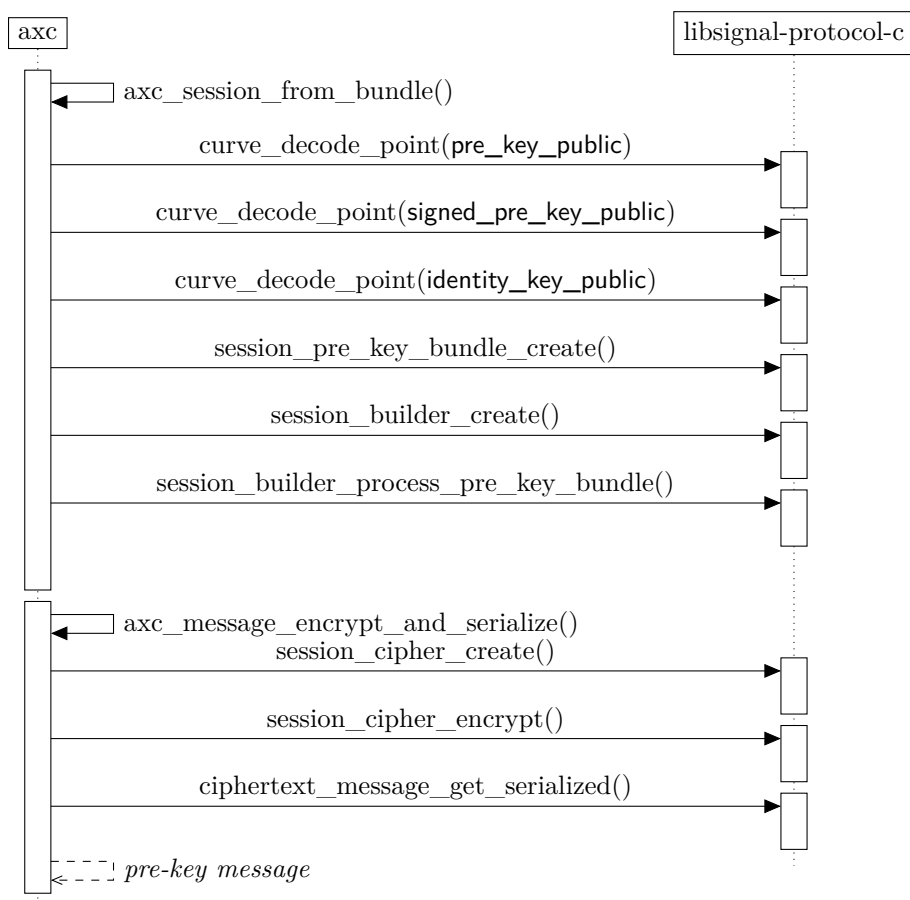 axc
libsignal-protocol-c
axc_session_from_bundle()
curve_decode_point(pre_key_public)
curve_decode_point(signed_pre_key_public)
curve_decode_point(identity_key_public)
session_pre_key_bundle_create()
session_builder_create()
session_builder_process_pre_key_bundle()
axc_message_encrypt_and_serialize()
session_cipher_create()
session_cipher_encrypt()
ciphertext_message_get_serialized()
pre-key message